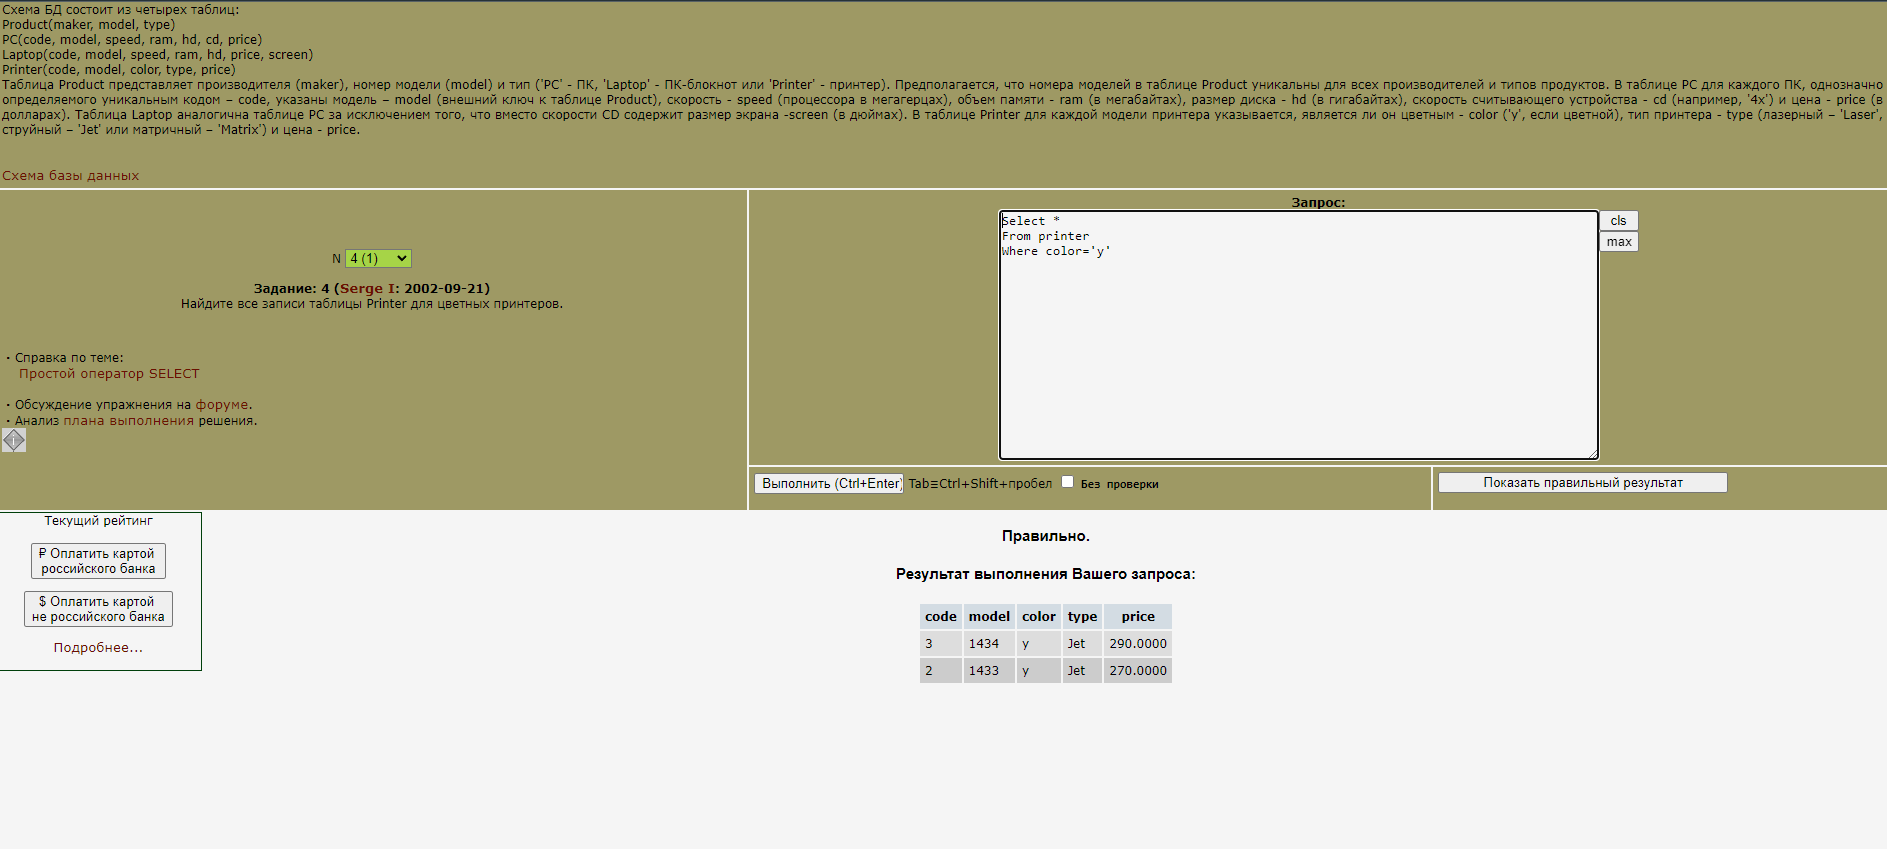 Схема БД состоит из четырех таблиц:
Product(maker, model, type)
PC(code, model, speed, ram, hd, cd, price)
Laptop(code, model, speed, ram, hd, price, screen)
Printer(code, model, color, type, price)
Таблица Product представляет производителя (maker), номер модели (model) и тип ('PC' - ПК, 'Laptop' - ПК-блокнот или 'Printer' - принтер). Предполагается, что номера моделей в таблице Product уникальны для всех производителей и типов продуктов. В таблице PC для каждого ПК, однозначно
определяемого уникальным кодом – code, указаны модель – model (внешний ключ к таблице Product), скорость - speed (процессора в мегагерцах), объем памяти - ram (в мегабайтах), размер диска - hd (в гигабайтах), скорость считывающего устройства - cd (например, '4x') и цена - price (в
долларах). Таблица Laptop аналогична таблице PC за исключением того, что вместо скорости CD содержит размер экрана -screen (в дюймах). В таблице Printer для каждой модели принтера указывается, является ли он цветным - color ('y', если цветной), тип принтера - type (лазерный – 'Laser',
струйный – 'Jet' или матричный – 'Matrix') и цена - price.
Схема базы данных
N 4 (1)
Задание: 4 (Serge I: 2002-09-21)
Найдите все записи таблицы Printer для цветных принтеров.
· Справка по теме:
Простой оператор SELECT
· Обсуждение упражнения на форуме.
· Анализ плана выполнения решения.
Запрос:
Select *
From printer
Where color='y'
cls
max
Выполнить (Ctrl+Enter) Tab≡Ctrl+Shift+пробел Без проверки
Показать правильный результат
Текущий рейтинг
₽ Оплатить картой
российского банка
$ Оплатить картой
не российского банка
Подробнее...
Правильно.
Результат выполнения Вашего запроса:
code model color type price
3 1434 y Jet 290.0000
2 1433 y Jet 270.0000